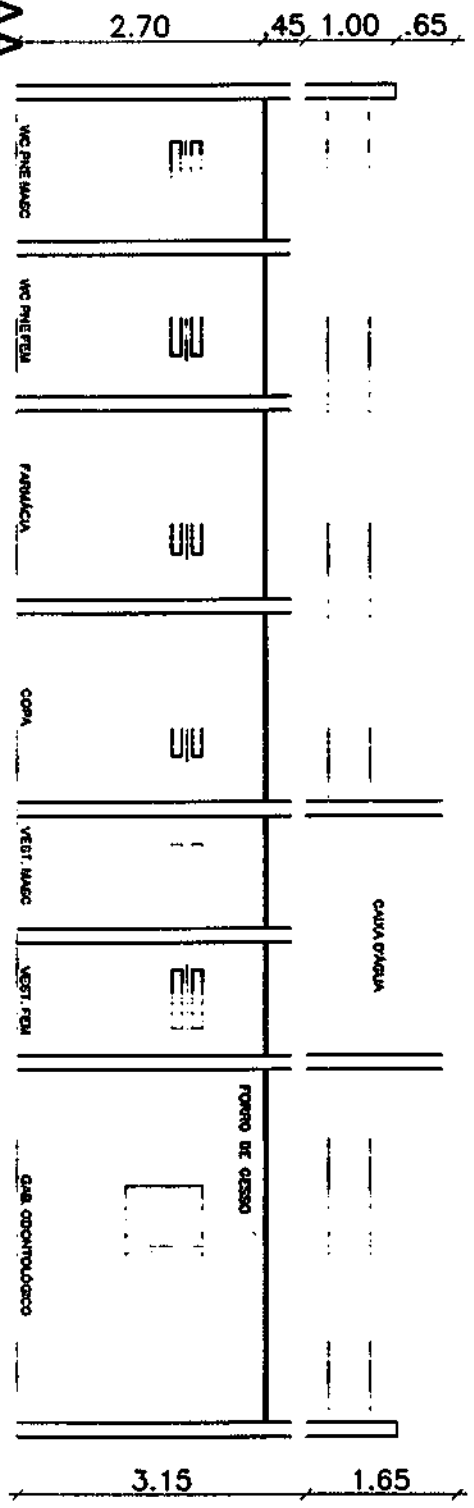 2.70 .45 1.00 .65
WC PNE MASC
WC PNE FEM
FARMÁCIA
COPA
VEST. MASC
CAIXA D'ÁGUA
VEST. FEM
FORRO DE GESSO
GAB. ODONTOLÓGICO
3.15 1.65